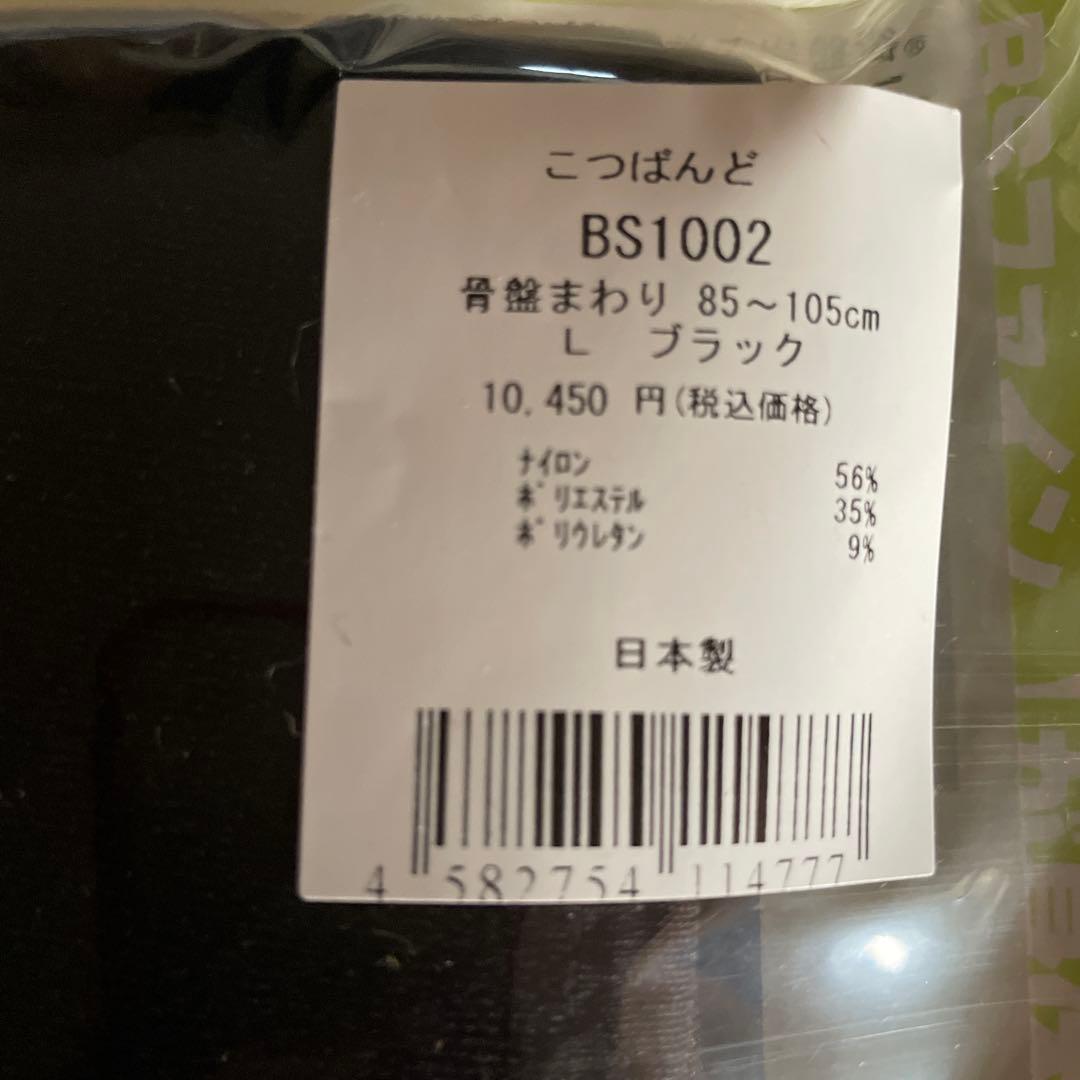 こつばんど
BS1002
骨盤まわり 85～105cm
L ブラック
10,450 円(税込価格)
ﾅｲﾛﾝ 56%
ﾎﾟﾘｴｽﾃﾙ 35%
ﾎﾟﾘｳﾚﾀﾝ 9%
日本製
4 582754 114777